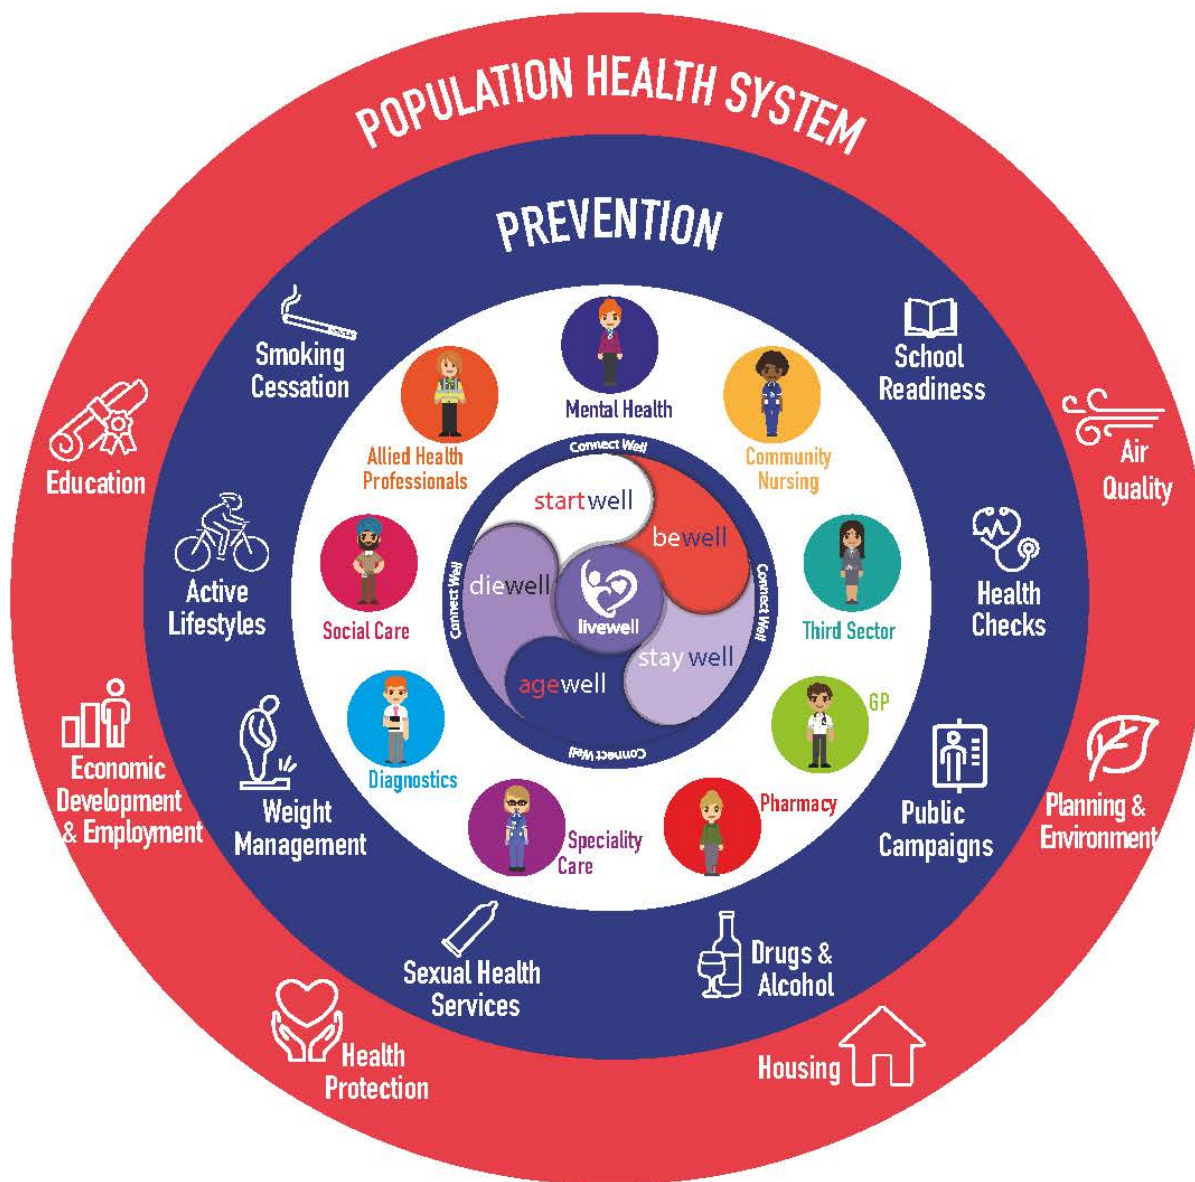 POPULATION HEALTH SYSTEM
PREVENTION
Smoking
Cessation
School
Readiness
Education
Air
Quality
Active
Lifestyles
Health
Checks
Economic
Development
& Employment
Weight
Management
Public
Campaigns
Planning &
Environment
Sexual Health
Services
Drugs &
Alcohol
Health
Protection
Housing
Mental Health
Allied Health
Professionals
Community
Nursing
Social Care
Third Sector
Diagnostics
GP
Speciality
Care
Pharmacy
Connect Well
Connect Well
Connect Well
Connect Well
startwell
bewell
diewell
livewell
stay well
agewell